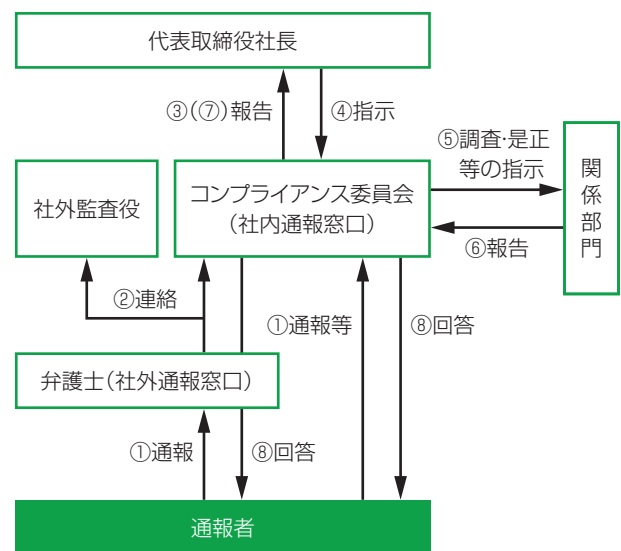 代表取締役社長
③(⑦)報告
④指示
⑤調査・是正
等の指示
関係部門
社外監査役
コンプライアンス委員会
(社内通報窓口)
⑥報告
②連絡
①通報等
⑧回答
弁護士(社外通報窓口)
①通報
⑧回答
通報者